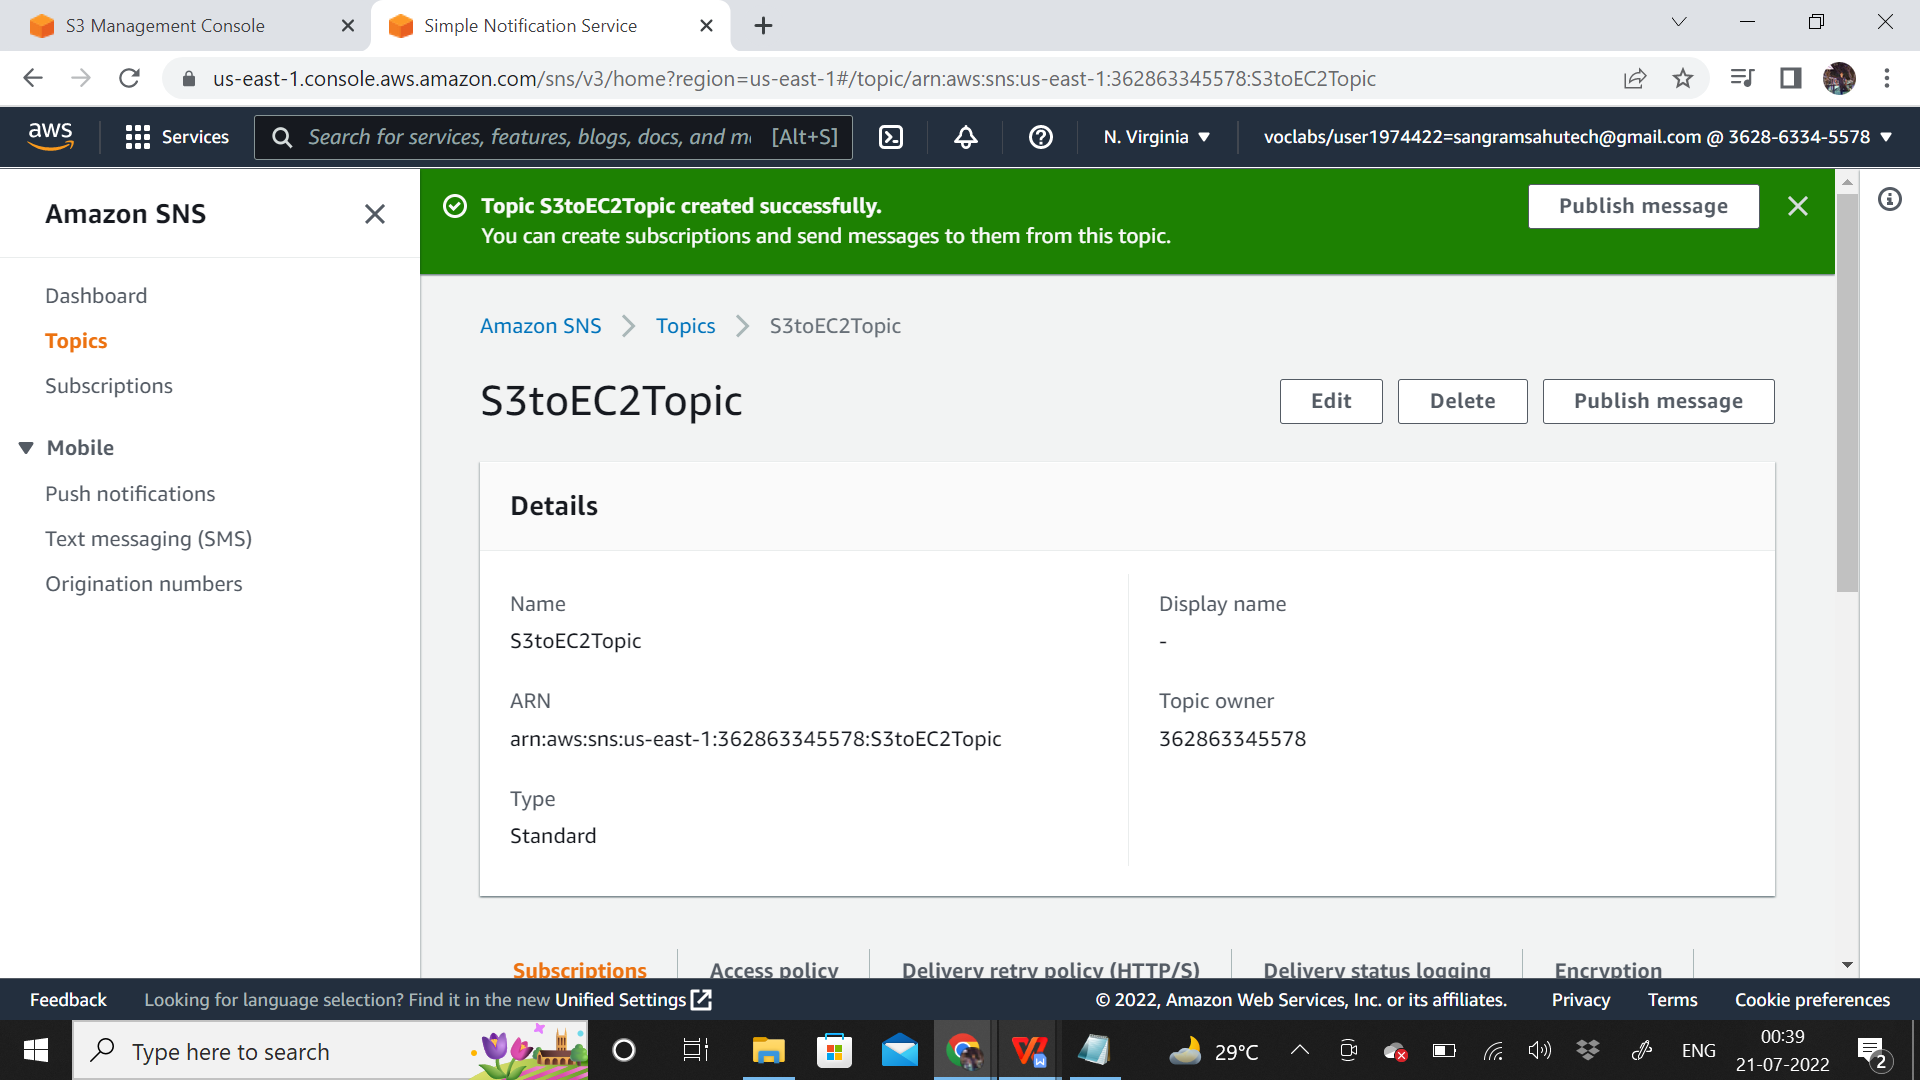 S3 Management Console
Simple Notification Service
us-east-1.console.aws.amazon.com/sns/v3/home?region=us-east-1#/topic/arn:aws:sns:us-east-1:362863345578:S3toEC2Topic
aws
Services
Search for services, features, blogs, docs, and m
[Alt+S]
N. Virginia
voclabs/user1974422=sangramsahutech@gmail.com @ 3628-6334-5578
Amazon SNS
Dashboard
Topics
Subscriptions
Mobile
Push notifications
Text messaging (SMS)
Origination numbers
Topic S3toEC2Topic created successfully.
You can create subscriptions and send messages to them from this topic.
Publish message
Amazon SNS
Topics
S3toEC2Topic
S3toEC2Topic
Edit
Delete
Publish message
Details
Name
S3toEC2Topic
ARN
arn:aws:sns:us-east-1:362863345578:S3toEC2Topic
Type
Standard
Display name
-
Topic owner
362863345578
Subscriptions
Access policy
Delivery retry policy (HTTP/S)
Delivery status logging
Encryption
Feedback
Looking for language selection? Find it in the new Unified Settings
© 2022, Amazon Web Services, Inc. or its affiliates.
Privacy
Terms
Cookie preferences
Type here to search
29°C
ENG
00:39
21-07-2022
2